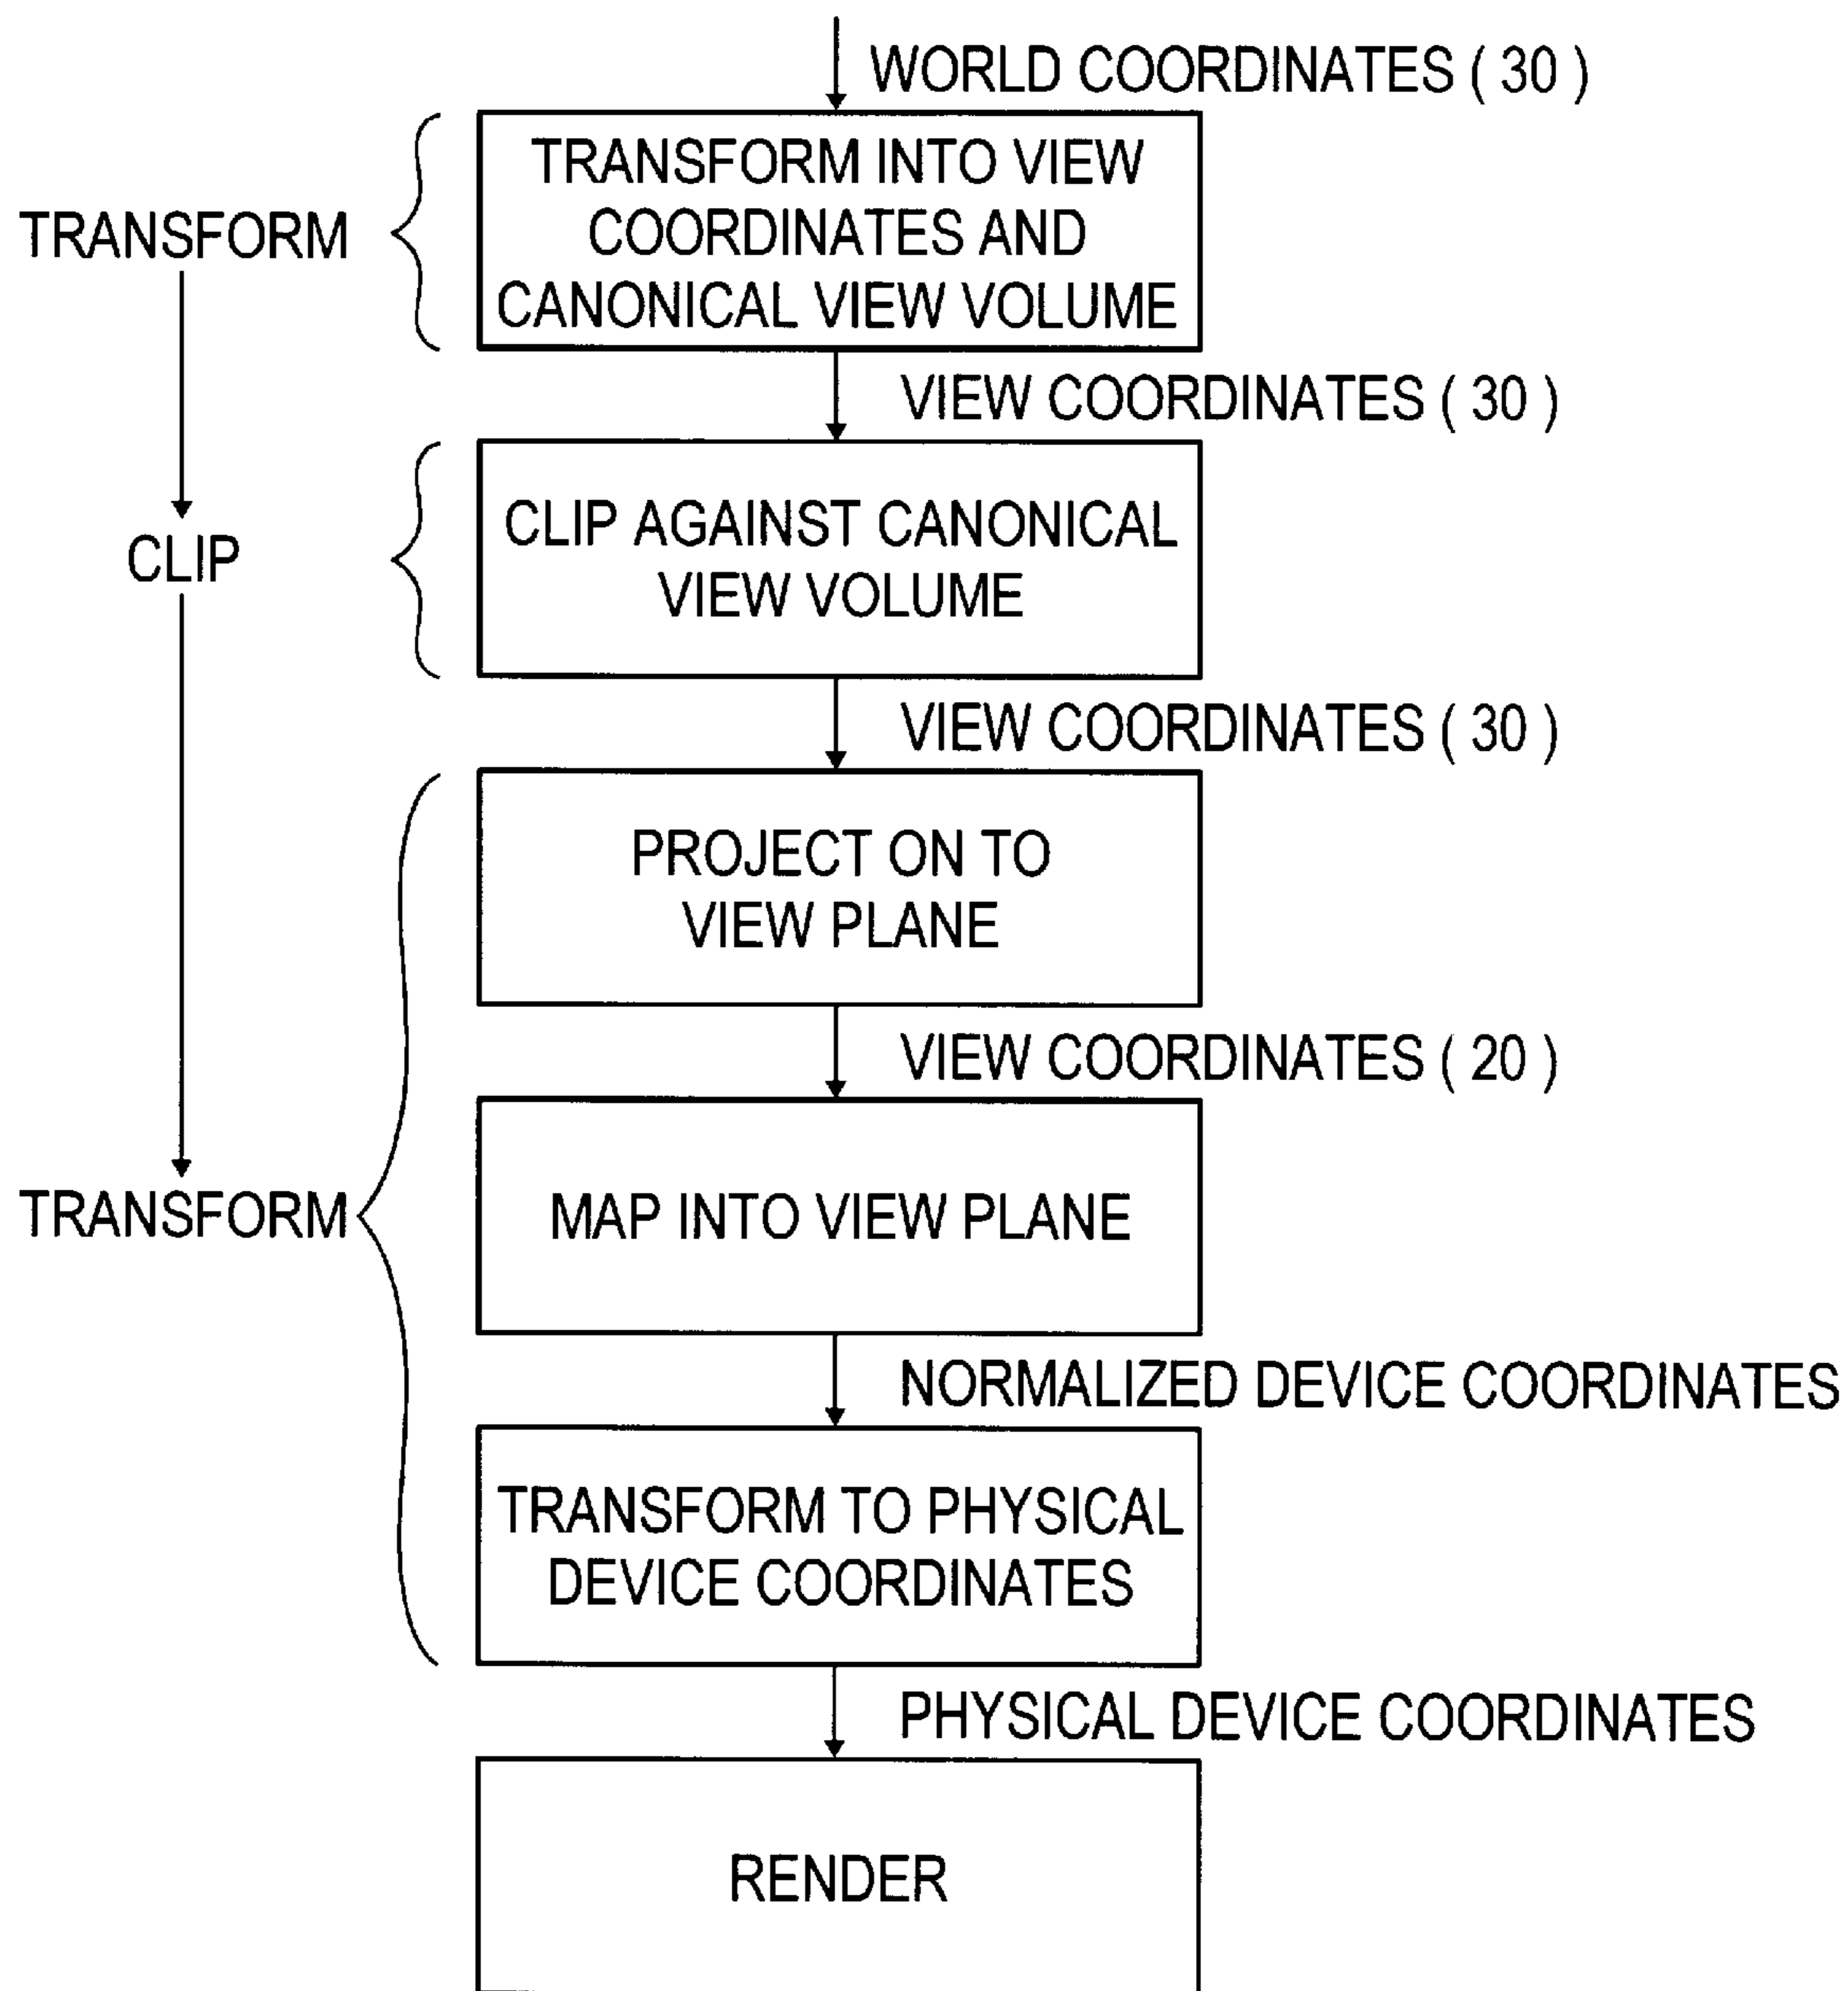 WORLD COORDINATES ( 30 )
TRANSFORM
TRANSFORM INTO VIEW
COORDINATES AND
CANONICAL VIEW VOLUME
VIEW COORDINATES ( 30 )
CLIP
CLIP AGAINST CANONICAL
VIEW VOLUME
VIEW COORDINATES ( 30 )
PROJECT ON TO
VIEW PLANE
VIEW COORDINATES ( 20 )
TRANSFORM
MAP INTO VIEW PLANE
NORMALIZED DEVICE COORDINATES
TRANSFORM TO PHYSICAL
DEVICE COORDINATES
PHYSICAL DEVICE COORDINATES
RENDER